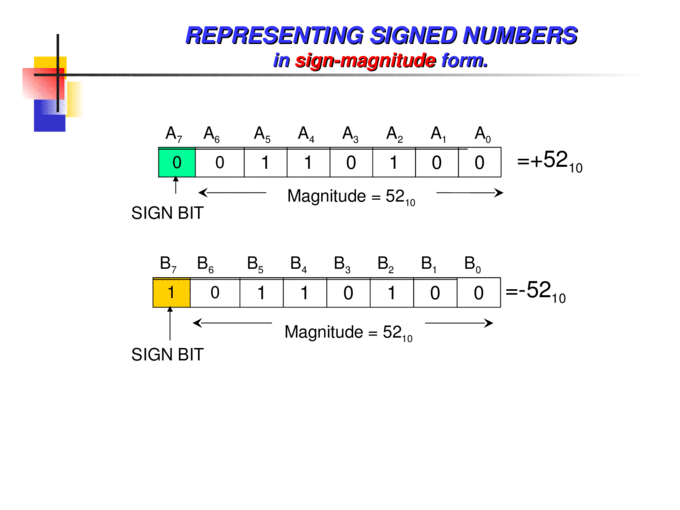 REPRESENTING SIGNED NUMBERS
in sign-magnitude form.
A7 A6 A5 A4 A3 A2 A1 A0
0 0 1 1 0 1 0 0 =+5210
Magnitude = 5210
SIGN BIT
B7 B6 B5 B4 B3 B2 B1 B0
1 0 1 1 0 1 0 0 =-5210
Magnitude = 5210
SIGN BIT